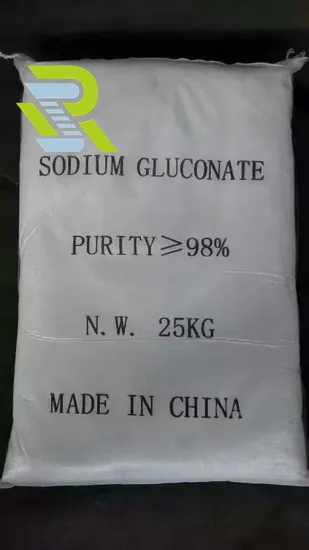 SODIUM GLUCONATE
PURITY≥98%
N.W. 25KG
MADE IN CHINA